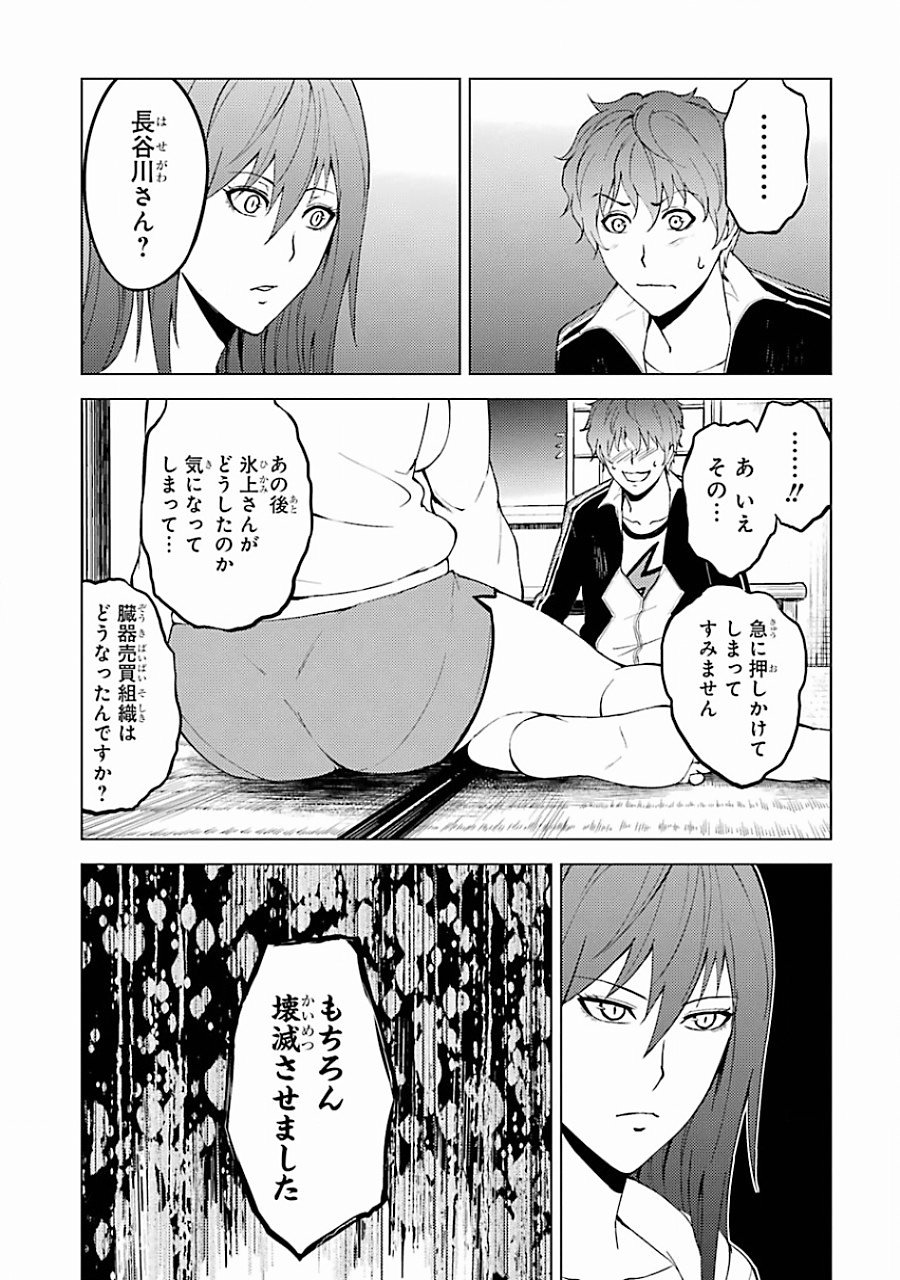 ………
長谷川さん?
……!!
あ いえ
その…
急に押しかけて
しまって
すみません
あの後
氷上さんが
どうしたのか
気になって
しまって…
臓器売買組織は
どうなったんですか?
もちろん
壊滅させました